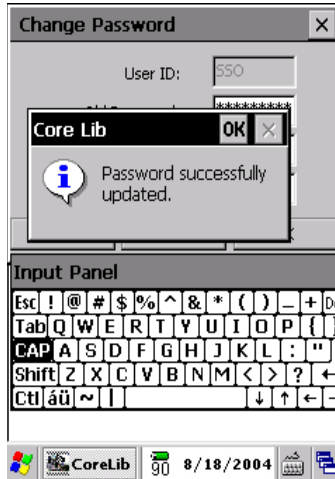 Change Password
User ID: SSO
**********
Core Lib OK
Password successfully
updated.
Input Panel
Esc ! @ # $ % ^ & * ( ) _ +
Tab Q W E R T Y U I O P { }
CAP A S D F G H J K L : "
Shift Z X C V B N M < > ?
Ctl áü ~ |
CoreLib 90 8/18/2004